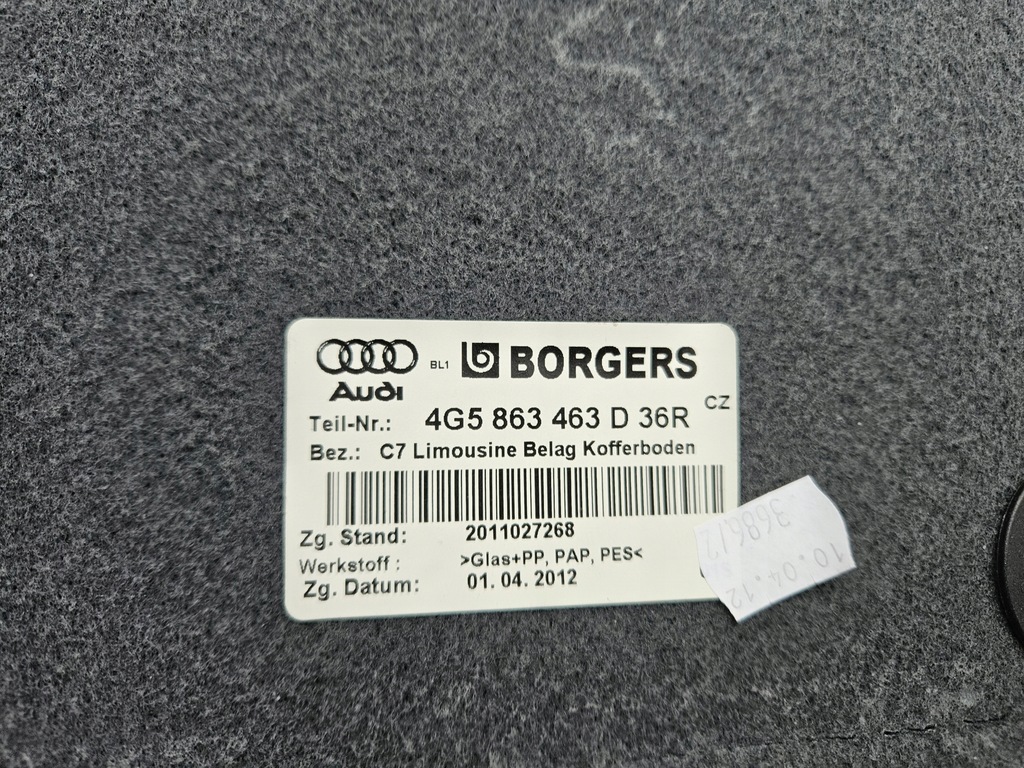 BL1 BORGERS
Audi
CZ
Teil-Nr.: 4G5 863 463 D 36R
Bez.: C7 Limousine Belag Kofferboden
Zg. Stand: 2011027268
Werkstoff : >Glas+PP, PAP, PES<
Zg. Datum: 01. 04. 2012
10.04.12